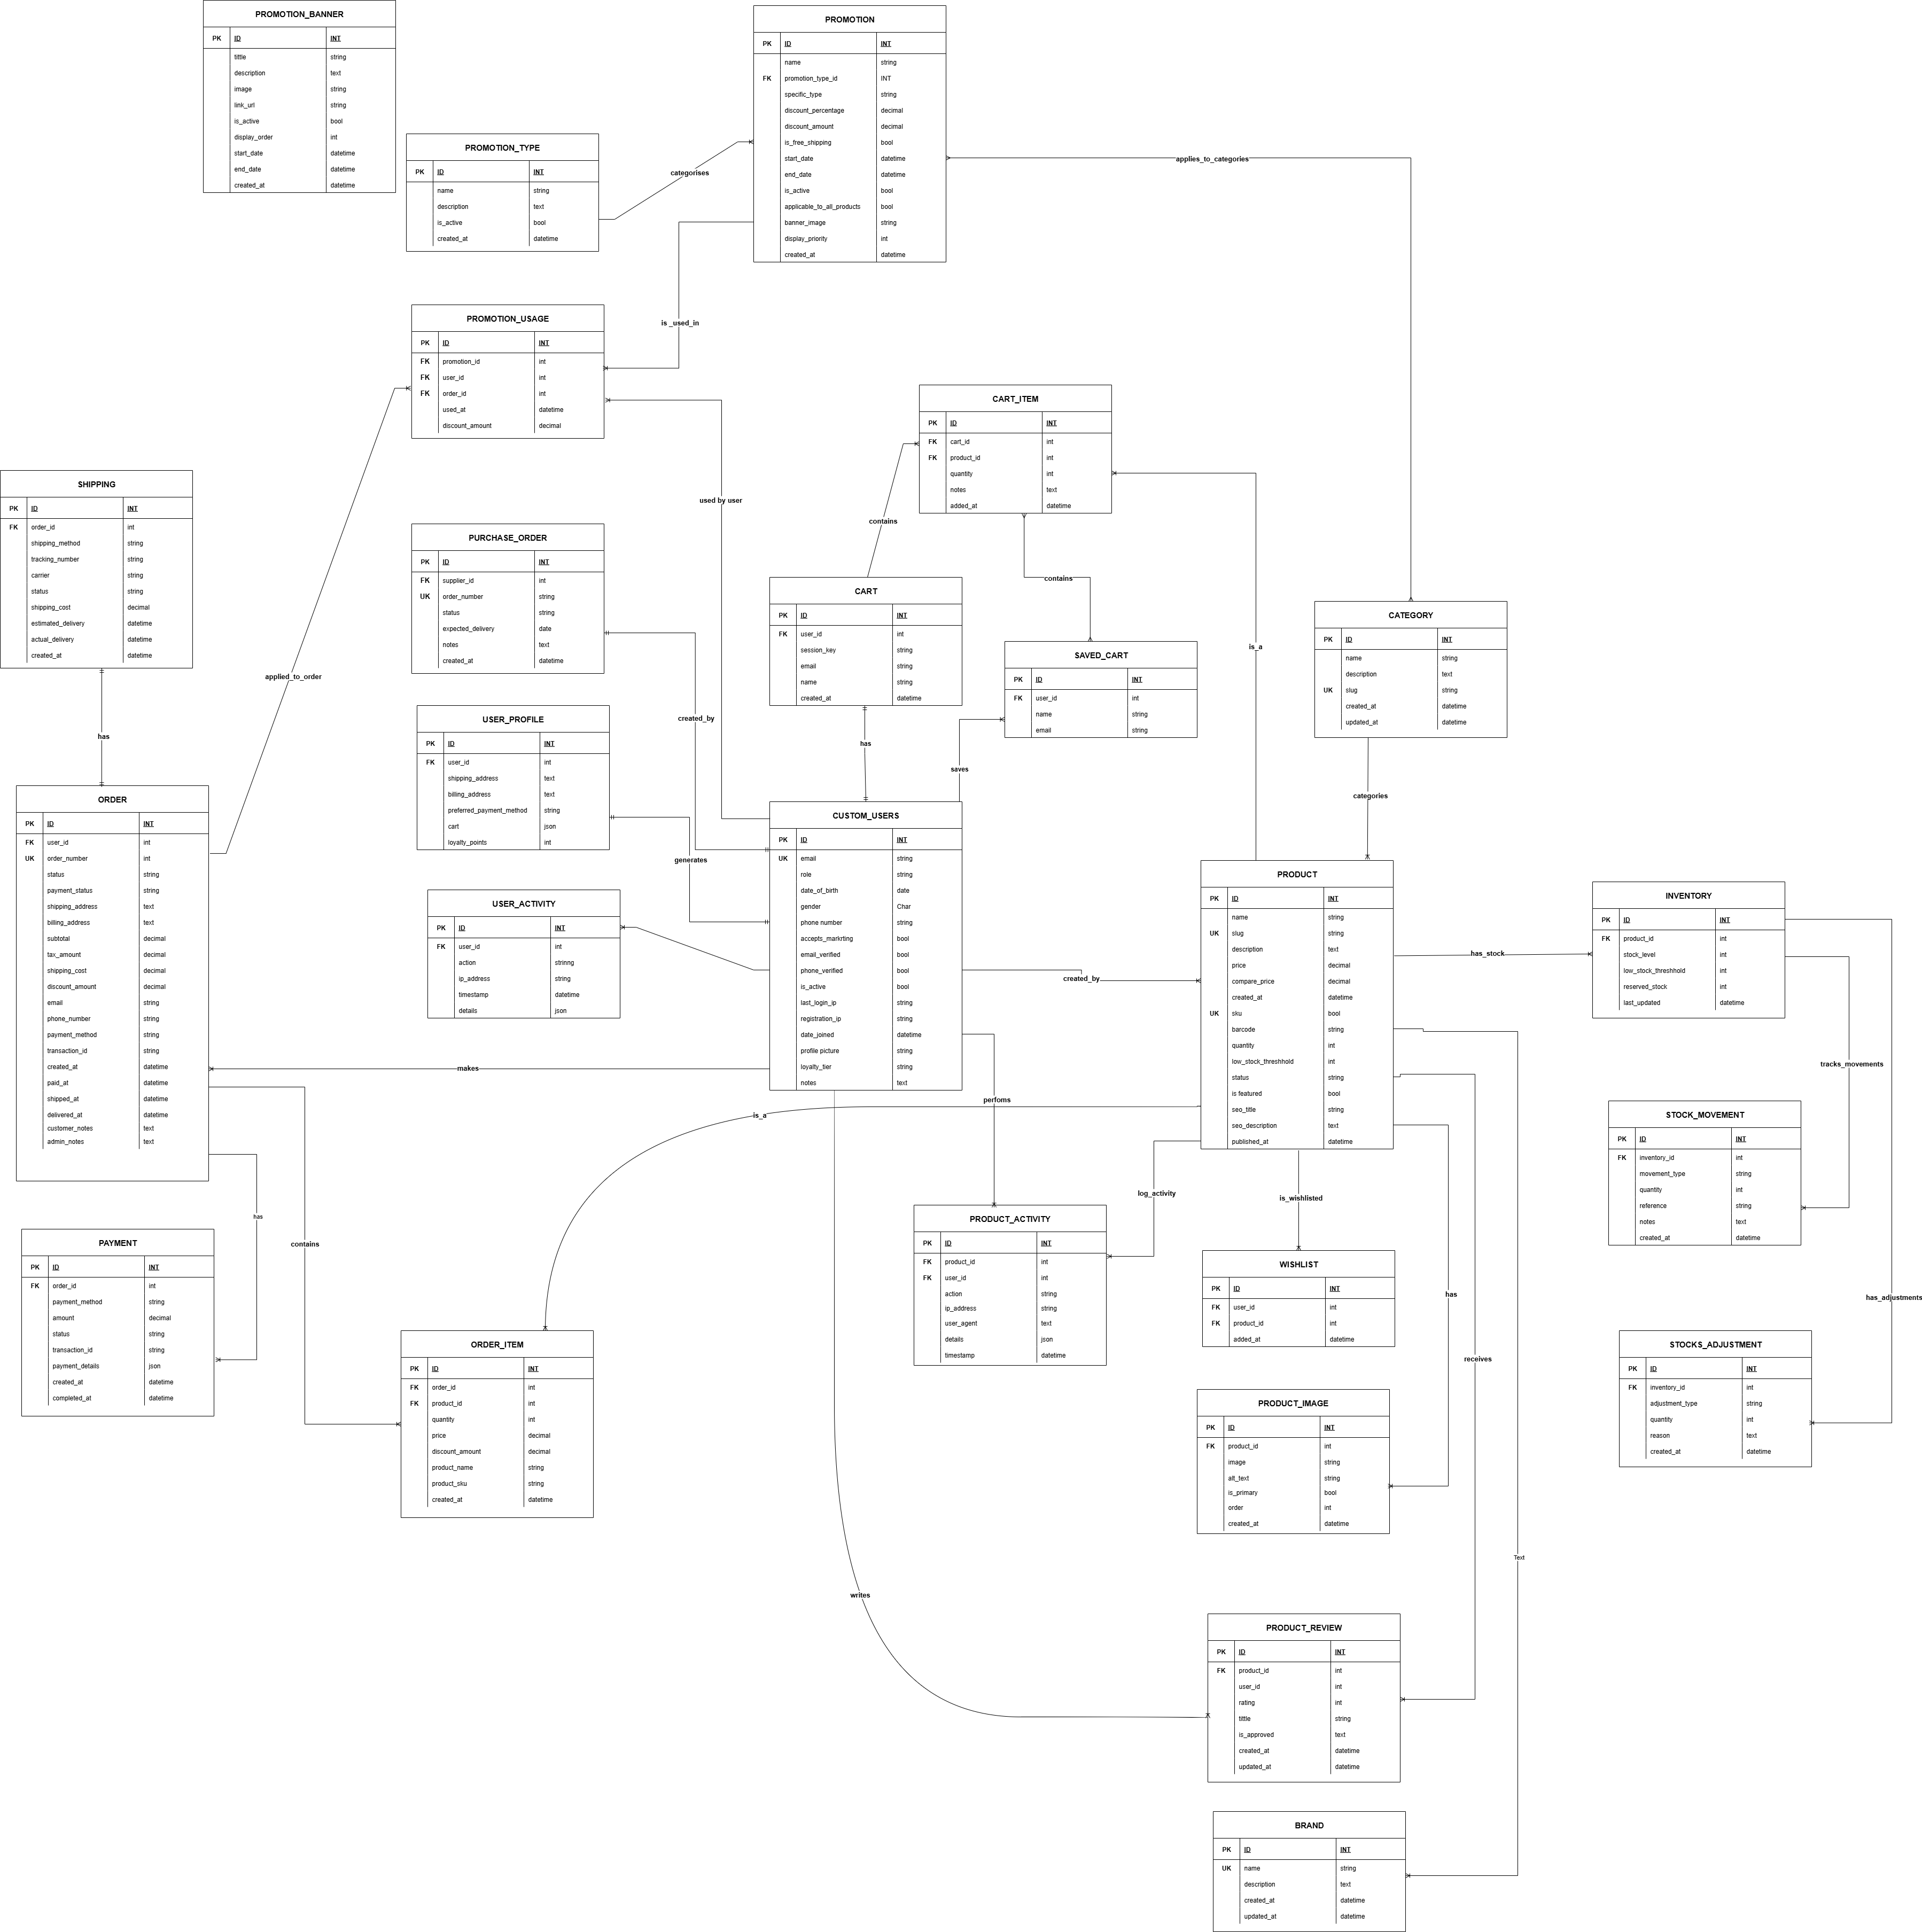 PROMOTION_BANNER
PK ID INT
tittle string
description text
image string
link_url string
is_active bool
display_order int
start_date datetime
end_date datetime
created_at datetime
PROMOTION
PK ID INT
name string
FK promotion_type_id INT
specific_type string
discount_percentage decimal
discount_amount decimal
is_free_shipping bool
start_date datetime
end_date datetime
is_active bool
applicable_to_all_products bool
banner_image string
display_priority int
created_at datetime
PROMOTION_TYPE
PK ID INT
name string
description text
is_active bool
created_at datetime
categorises
applies_to_categories
is _used_in
PROMOTION_USAGE
PK ID INT
FK promotion_id int
FK user_id int
FK order_id int
used_at datetime
discount_amount decimal
used by user
CART_ITEM
PK ID INT
FK cart_id int
FK product_id int
quantity int
notes text
added_at datetime
contains
contains
is_a
SHIPPING
PK ID INT
FK order_id int
shipping_method string
tracking_number string
carrier string
status string
shipping_cost decimal
estimated_delivery datetime
actual_delivery datetime
created_at datetime
applied_to_order
has
PURCHASE_ORDER
PK ID INT
FK supplier_id int
UK order_number string
status string
expected_delivery date
notes text
created_at datetime
created_by
CART
PK ID INT
FK user_id int
session_key string
email string
name string
created_at datetime
has
SAVED_CART
PK ID INT
FK user_id int
name string
email string
saves
CATEGORY
PK ID INT
name string
description text
UK slug string
created_at datetime
updated_at datetime
categories
USER_PROFILE
PK ID INT
FK user_id int
shipping_address text
billing_address text
preferred_payment_method string
cart json
loyalty_points int
generates
ORDER
PK ID INT
FK user_id int
UK order_number int
status string
payment_status string
shipping_address text
billing_address text
subtotal decimal
tax_amount decimal
shipping_cost decimal
discount_amount decimal
email string
phone_number string
payment_method string
transaction_id string
created_at datetime
paid_at datetime
shipped_at datetime
delivered_at datetime
customer_notes text
admin_notes text
USER_ACTIVITY
PK ID INT
FK user_id int
action strinng
ip_address string
timestamp datetime
details json
CUSTOM_USERS
PK ID INT
UK email string
role string
date_of_birth date
gender Char
phone number string
accepts_markrting bool
email_verified bool
phone_verified bool
is_active bool
last_login_ip string
registration_ip string
date_joined datetime
profile picture string
loyalty_tier string
notes text
created_by
makes
perfoms
is_a
PRODUCT
PK ID INT
name string
UK slug string
description text
price decimal
compare_price decimal
created_at datetime
UK sku bool
barcode string
quantity int
low_stock_threshhold int
status string
is featured bool
seo_title string
seo_description text
published_at datetime
has_stock
INVENTORY
PK ID INT
FK product_id int
stock_level int
low_stock_threshhold int
reserved_stock int
last_updated datetime
tracks_movements
STOCK_MOVEMENT
PK ID INT
FK inventory_id int
movement_type string
quantity int
reference string
notes text
created_at datetime
has_adjustments
STOCKS_ADJUSTMENT
PK ID INT
FK inventory_id int
adjustment_type string
quantity int
reason text
created_at datetime
log_activity
is_wishlisted
has
contains
PAYMENT
PK ID INT
FK order_id int
payment_method string
amount decimal
status string
transaction_id string
payment_details json
created_at datetime
completed_at datetime
PRODUCT_ACTIVITY
PK ID INT
FK product_id int
FK user_id int
action string
ip_address string
user_agent text
details json
timestamp datetime
WISHLIST
PK ID INT
FK user_id int
FK product_id int
added_at datetime
has
receives
ORDER_ITEM
PK ID INT
FK order_id int
FK product_id int
quantity int
price decimal
discount_amount decimal
product_name string
product_sku string
created_at datetime
PRODUCT_IMAGE
PK ID INT
FK product_id int
image string
alt_text string
is_primary bool
order int
created_at datetime
Text
writes
PRODUCT_REVIEW
PK ID INT
FK product_id int
user_id int
rating int
tittle string
is_approved text
created_at datetime
updated_at datetime
BRAND
PK ID INT
UK name string
description text
created_at datetime
updated_at datetime